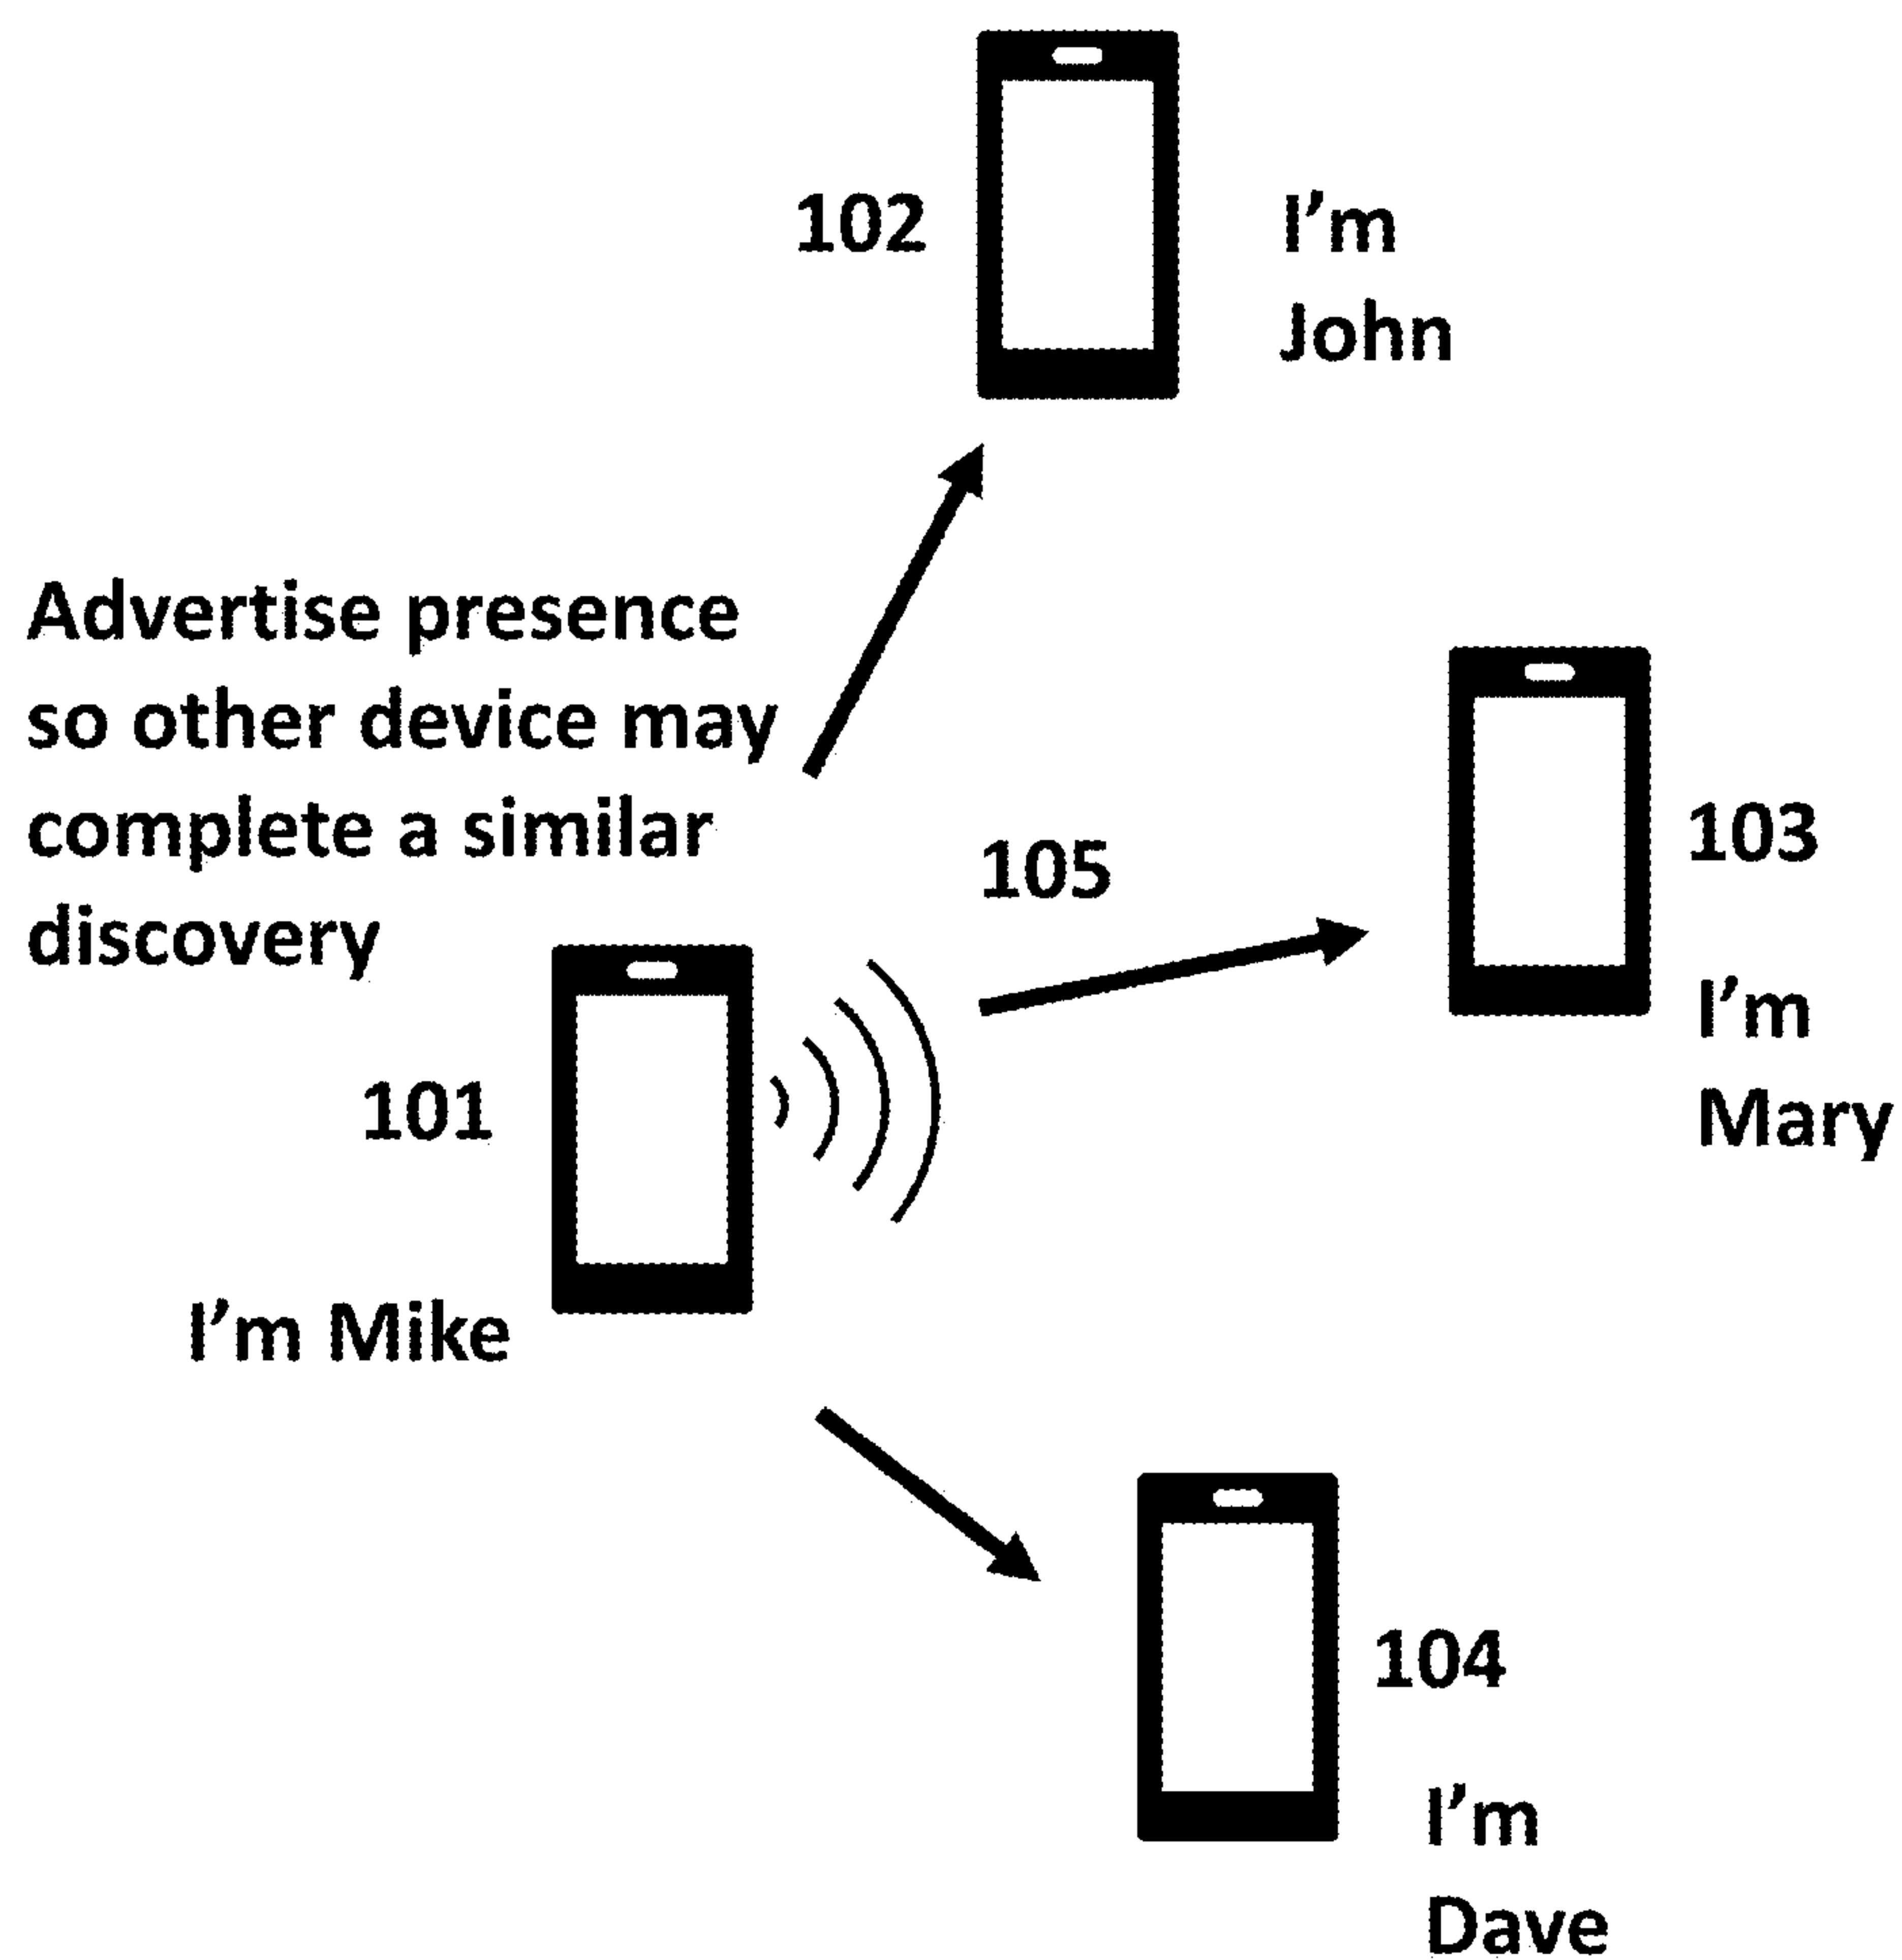 102
I'm
John
Advertise presence
so other device may
complete a similar
discovery
105
103
I'm
Mary
101
I'm Mike
104
I'm
Dave